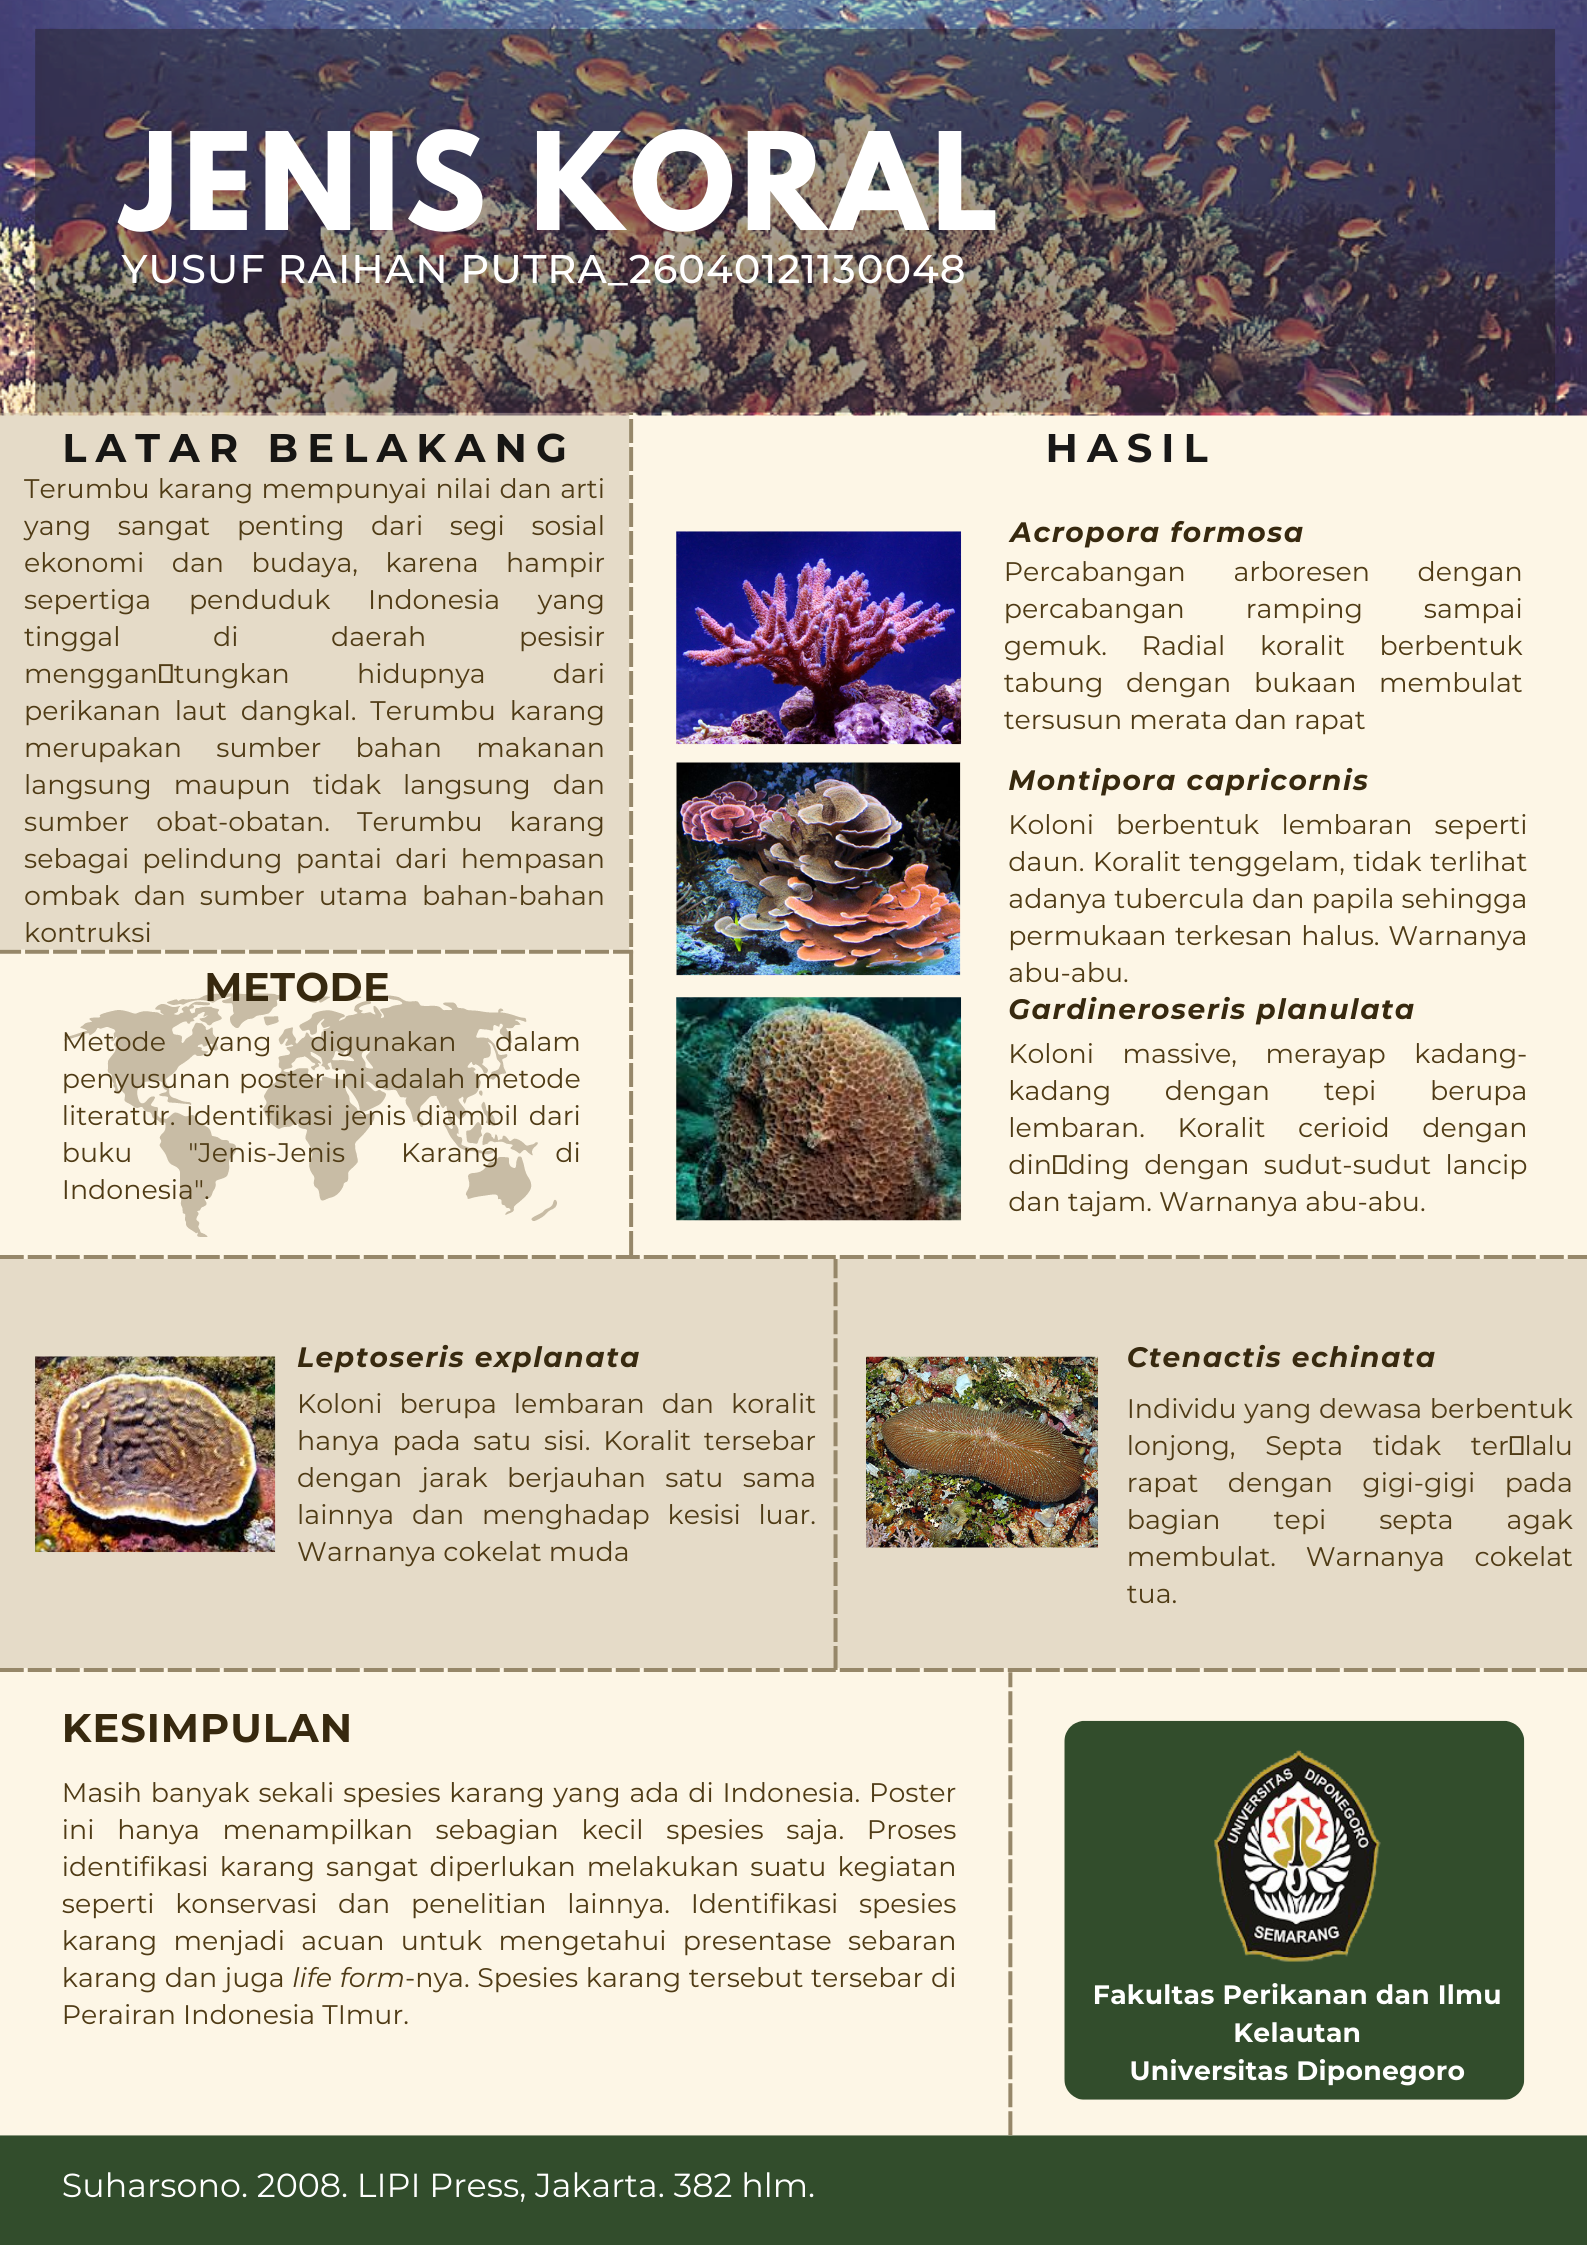 JENIS KORAL
YUSUF RAIHAN PUTRA_26040121130048
LATAR BELAKANG
Terumbu karang mempunyai nilai dan arti
yang sangat penting dari segi sosial
ekonomi dan budaya, karena hampir
sepertiga penduduk Indonesia yang
tinggal di daerah pesisir
menggan▯tungkan hidupnya dari
perikanan laut dangkal. Terumbu karang
merupakan sumber bahan makanan
langsung maupun tidak langsung dan
sumber obat-obatan. Terumbu karang
sebagai pelindung pantai dari hempasan
ombak dan sumber utama bahan-bahan
kontruksi
METODE
Metode yang digunakan dalam
penyusunan poster ini adalah metode
literatur. Identifikasi jenis diambil dari
buku "Jenis-Jenis Karang di
Indonesia".
HASIL
Acropora formosa
Percabangan arboresen dengan
percabangan ramping sampai
gemuk. Radial koralit berbentuk
tabung dengan bukaan membulat
tersusun merata dan rapat
Montipora capricornis
Koloni berbentuk lembaran seperti
daun. Koralit tenggelam, tidak terlihat
adanya tubercula dan papila sehingga
permukaan terkesan halus. Warnanya
abu-abu.
Gardineroseris planulata
Koloni massive, merayap kadang-
kadang dengan tepi berupa
lembaran. Koralit cerioid dengan
din▯ding dengan sudut-sudut lancip
dan tajam. Warnanya abu-abu.
Leptoseris explanata
Koloni berupa lembaran dan koralit
hanya pada satu sisi. Koralit tersebar
dengan jarak berjauhan satu sama
lainnya dan menghadap kesisi luar.
Warnanya cokelat muda
Ctenactis echinata
Individu yang dewasa berbentuk
lonjong, Septa tidak ter▯lalu
rapat dengan gigi-gigi pada
bagian tepi septa agak
membulat. Warnanya cokelat
tua.
KESIMPULAN
Masih banyak sekali spesies karang yang ada di Indonesia. Poster
ini hanya menampilkan sebagian kecil spesies saja. Proses
identifikasi karang sangat diperlukan melakukan suatu kegiatan
seperti konservasi dan penelitian lainnya. Identifikasi spesies
karang menjadi acuan untuk mengetahui presentase sebaran
karang dan juga life form-nya. Spesies karang tersebut tersebar di
Perairan Indonesia TImur.
UNIVERSITAS DIPONEGORO
SEMARANG
Fakultas Perikanan dan Ilmu
Kelautan
Universitas Diponegoro
Suharsono. 2008. LIPI Press, Jakarta. 382 hlm.